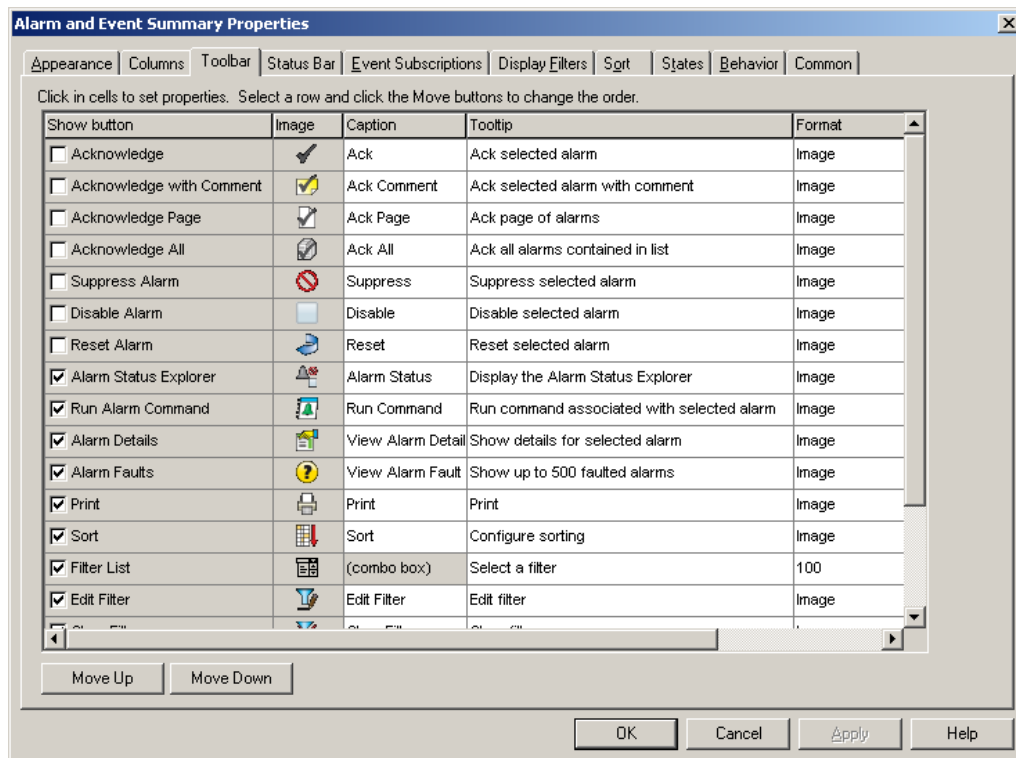 Alarm and Event Summary Properties
Appearance Columns Toolbar Status Bar Event Subscriptions Display Filters Sort States Behavior Common
Click in cells to set properties. Select a row and click the Move buttons to change the order.
Show button Image Caption Tooltip Format
Acknowledge Ack Ack selected alarm Image
Acknowledge with Comment Ack Comment Ack selected alarm with comment Image
Acknowledge Page Ack Page Ack page of alarms Image
Acknowledge All Ack All Ack all alarms contained in list Image
Suppress Alarm Suppress Suppress selected alarm Image
Disable Alarm Disable Disable selected alarm Image
Reset Alarm Reset Reset selected alarm Image
Alarm Status Explorer Alarm Status Display the Alarm Status Explorer Image
Run Alarm Command Run Command Run command associated with selected alarm Image
Alarm Details View Alarm Detail Show details for selected alarm Image
Alarm Faults View Alarm Fault Show up to 500 faulted alarms Image
Print Print Print Image
Sort Sort Configure sorting Image
Filter List (combo box) Select a filter 100
Edit Filter Edit Filter Edit filter Image
Move Up Move Down
OK Cancel Apply Help